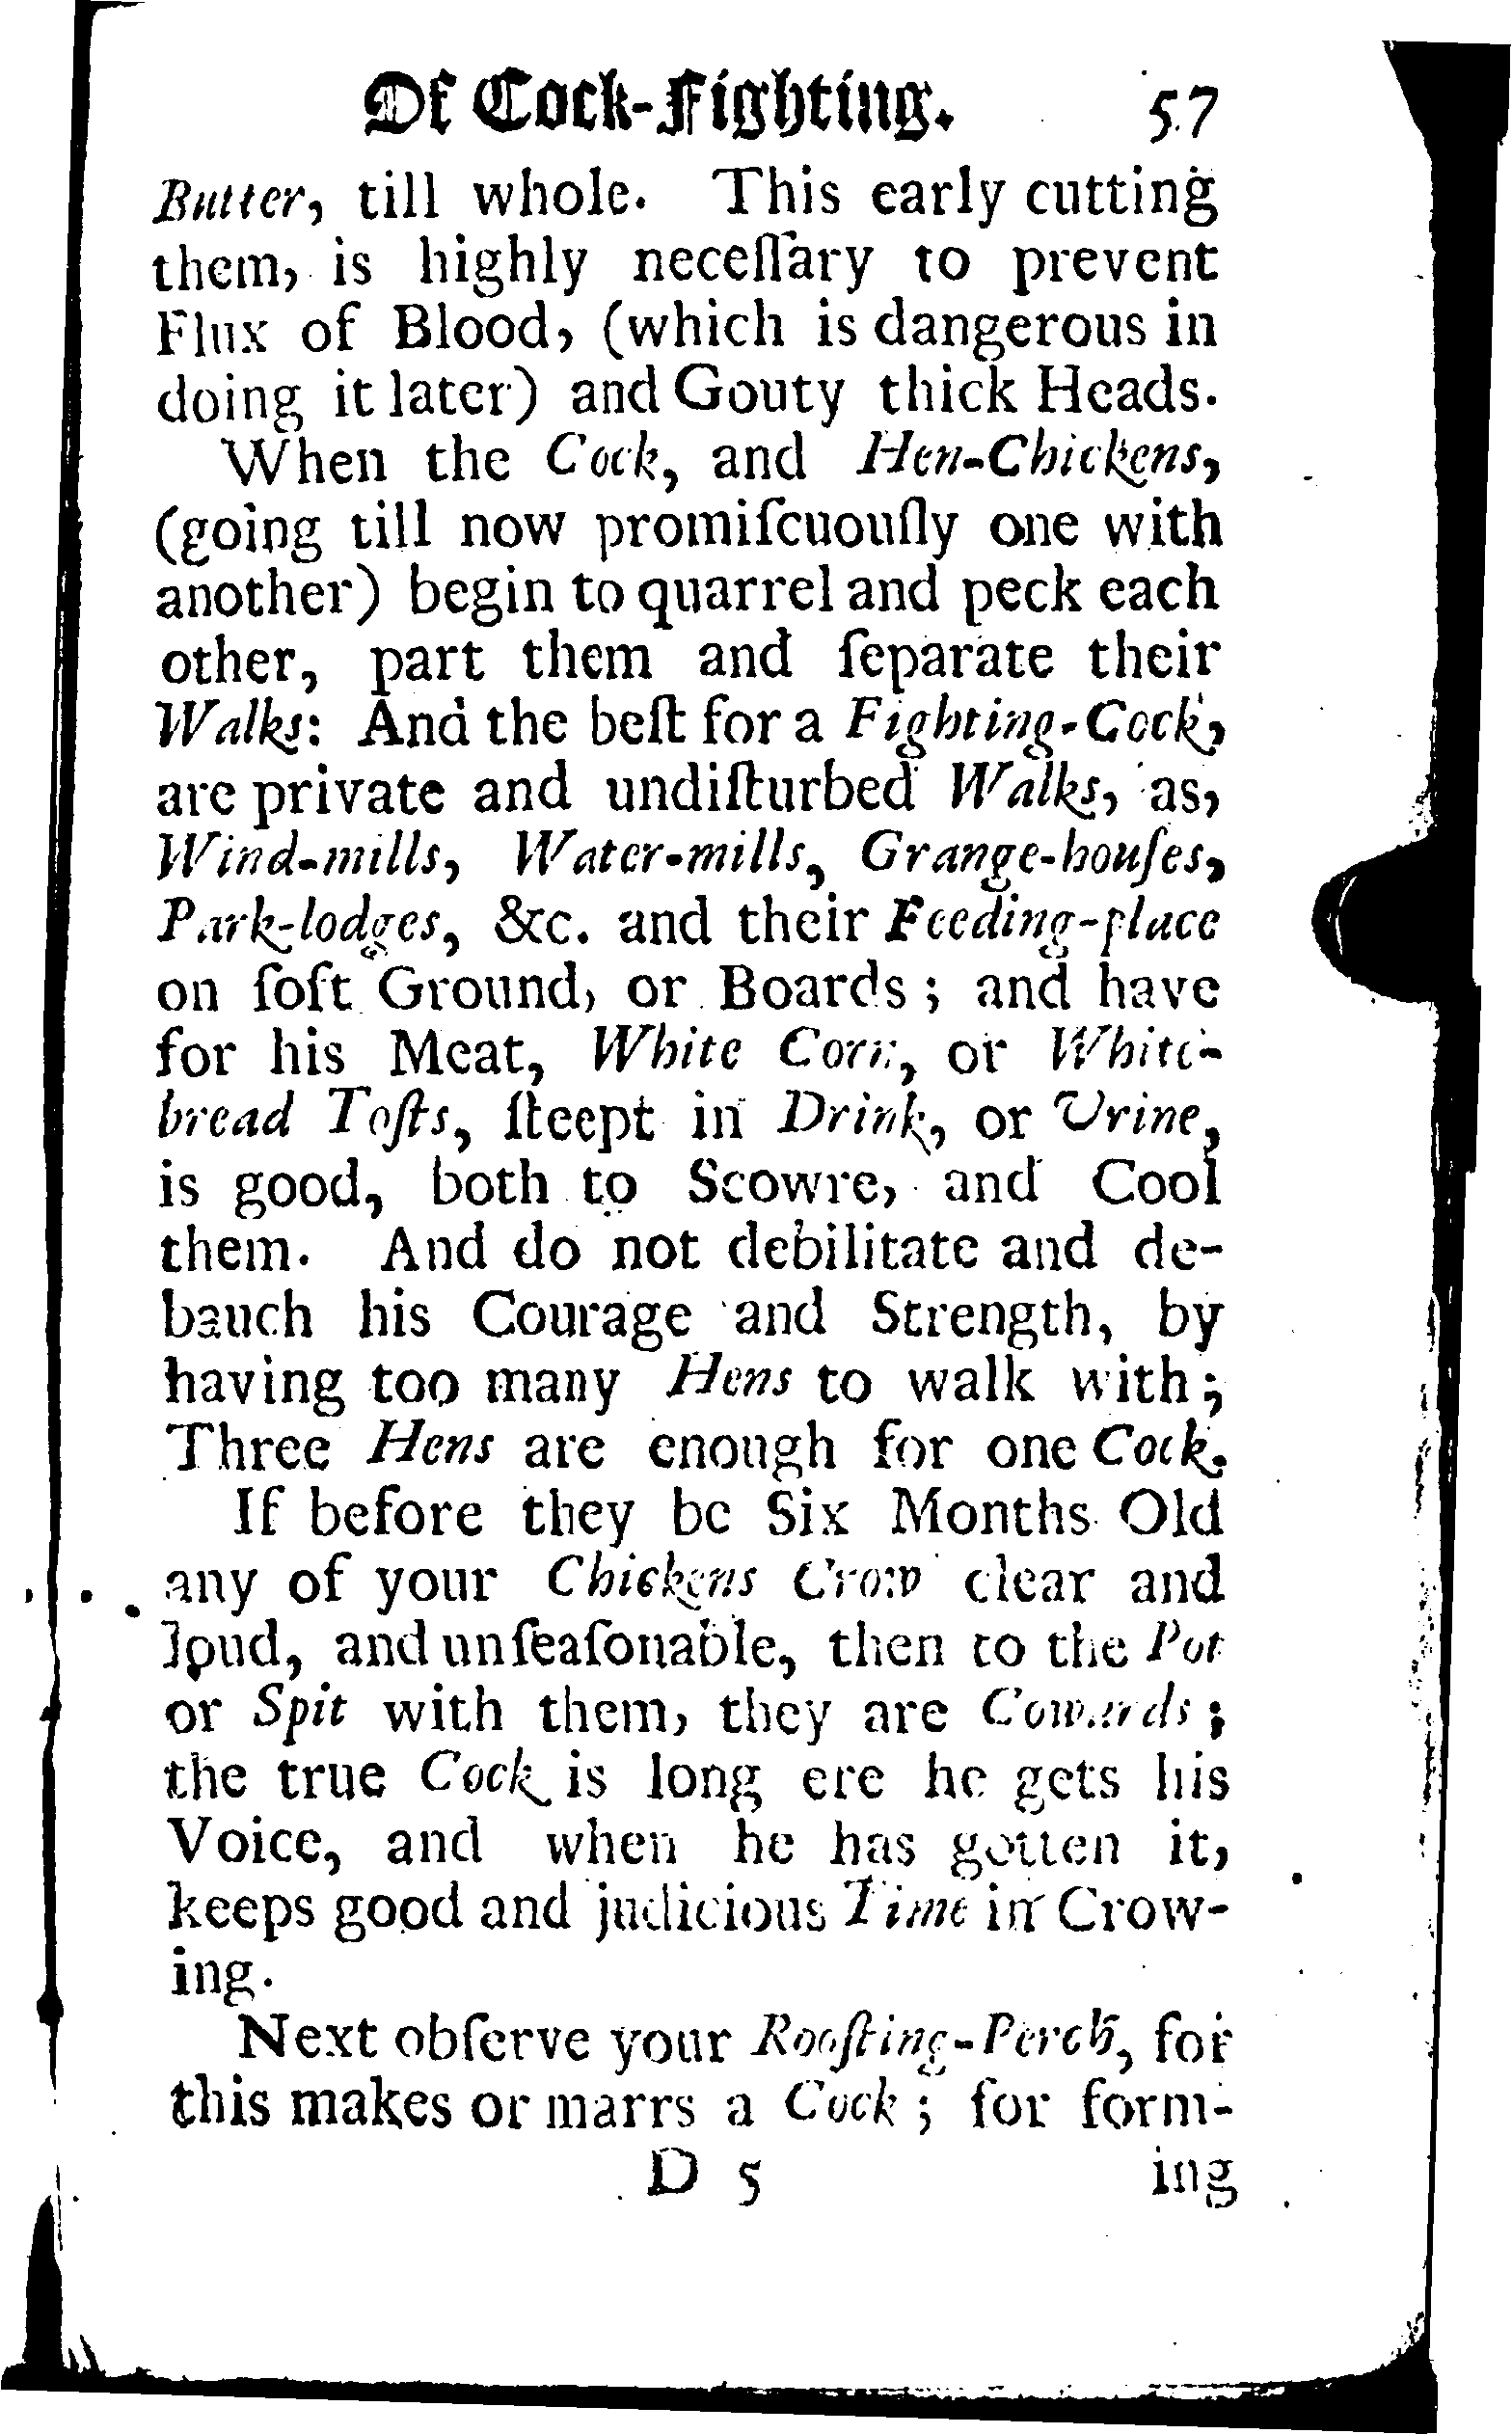 Of Cock-Fighting. 57
Butter, till whole. This early cutting
them, is highly neceſſary to prevent
Flux of Blood, (which is dangerous in
doing it later) and Gouty thick Heads.
When the Cock, and Hen-Chickens,
(going till now promiſcuouſly one with
another) begin to quarrel and peck each
other, part them and ſeparate their
Walks: And the beſt for a Fighting-Cock,
are private and undiſturbed Walks, as,
Wind-mills, Water-mills, Grange-houſes,
Park-lodges, &c. and their Feeding-place
on ſoft Ground, or Boards; and have
for his Meat, White Corn, or White-
bread Toſts, ſteept in Drink, or Urine,
is good, both to Scowre, and Cool
them. And do not debilitate and de-
bauch his Courage and Strength, by
having too many Hens to walk with;
Three Hens are enough for one Cock.
If before they be Six Months Old
any of your Chickens Crow clear and
loud, and unſeaſonable, then to the Pot
or Spit with them, they are Cowards;
the true Cock is long ere he gets his
Voice, and when he has gotten it,
keeps good and judicious Time in Crow-
ing.
Next obſerve your Rooſting-Perch, for
this makes or marrs a Cock; for form-
D 5 ing